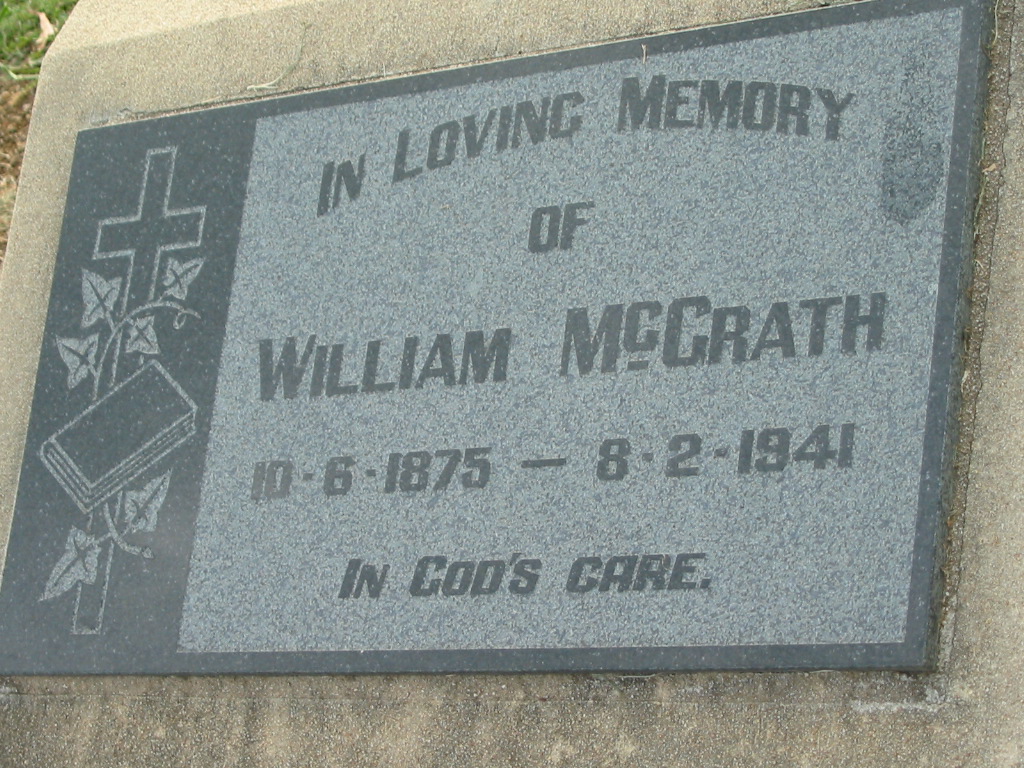 IN LOVING MEMORY
OF
WILLIAM McGRATH
10·6·1875 — 8·2·1941
IN GOD'S CARE.